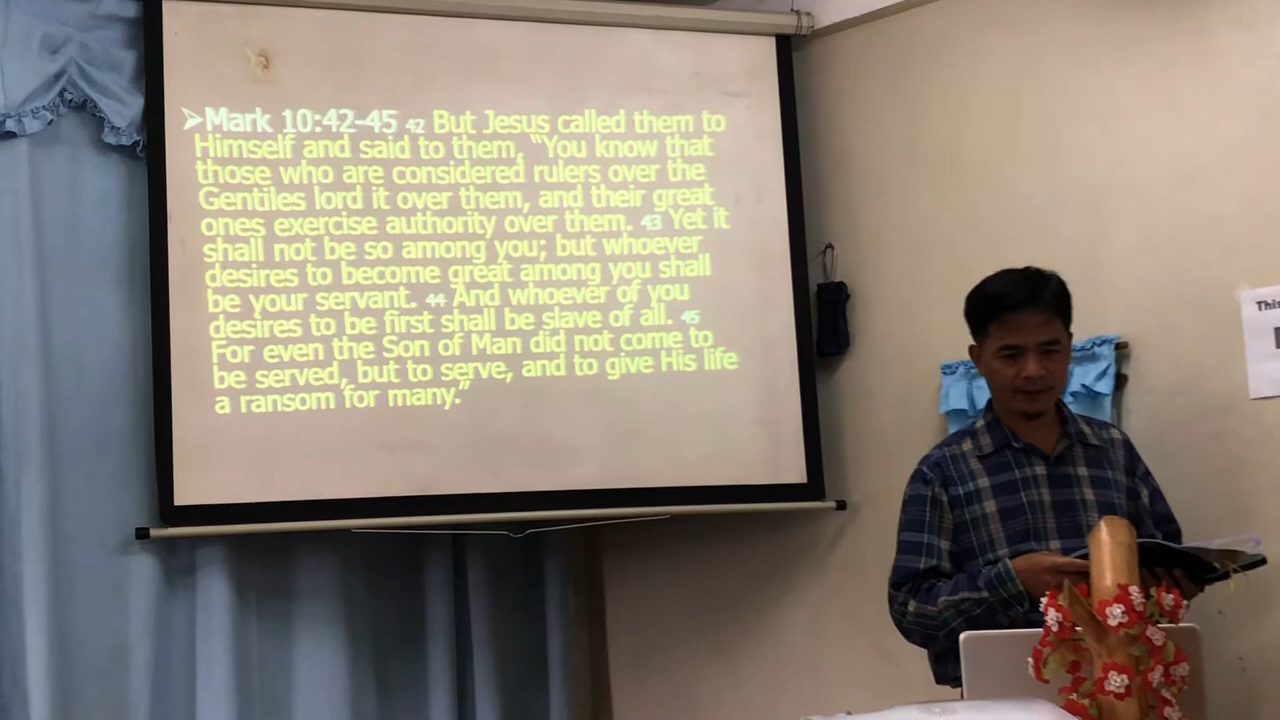 ➢Mark 10:42-45 42 But Jesus called them to
Himself and said to them, “You know that
those who are considered rulers over the
Gentiles lord it over them, and their great
ones exercise authority over them. 43 Yet it
shall not be so among you; but whoever
desires to become great among you shall
be your servant. 44 And whoever of you
desires to be first shall be slave of all. 45
For even the Son of Man did not come to
be served, but to serve, and to give His life
a ransom for many.”